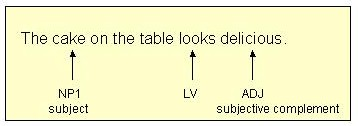 The cake on the table looks delicious.
NP1 LV ADJ
subject subjective complement